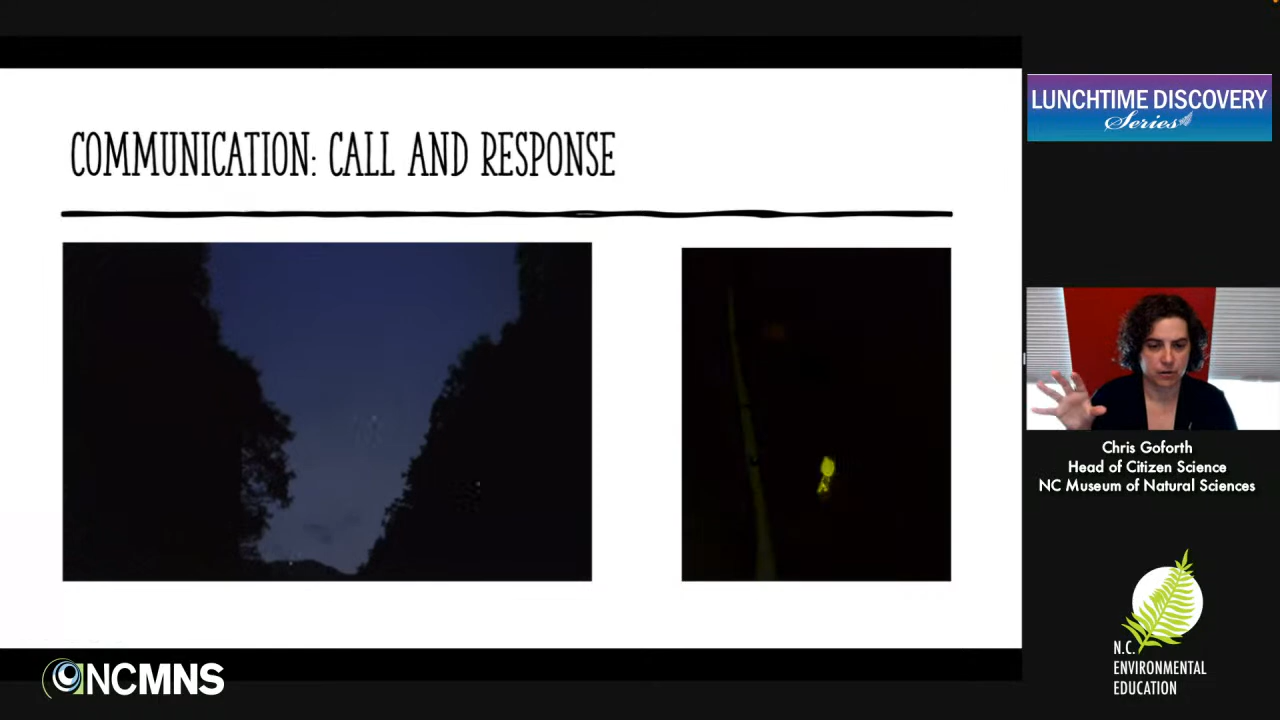 COMMUNICATION: CALL AND RESPONSE
LUNCHTIME DISCOVERY
Series
Chris Goforth
Head of Citizen Science
NC Museum of Natural Sciences
NCMNS
N.C.
ENVIRONMENTAL
EDUCATION